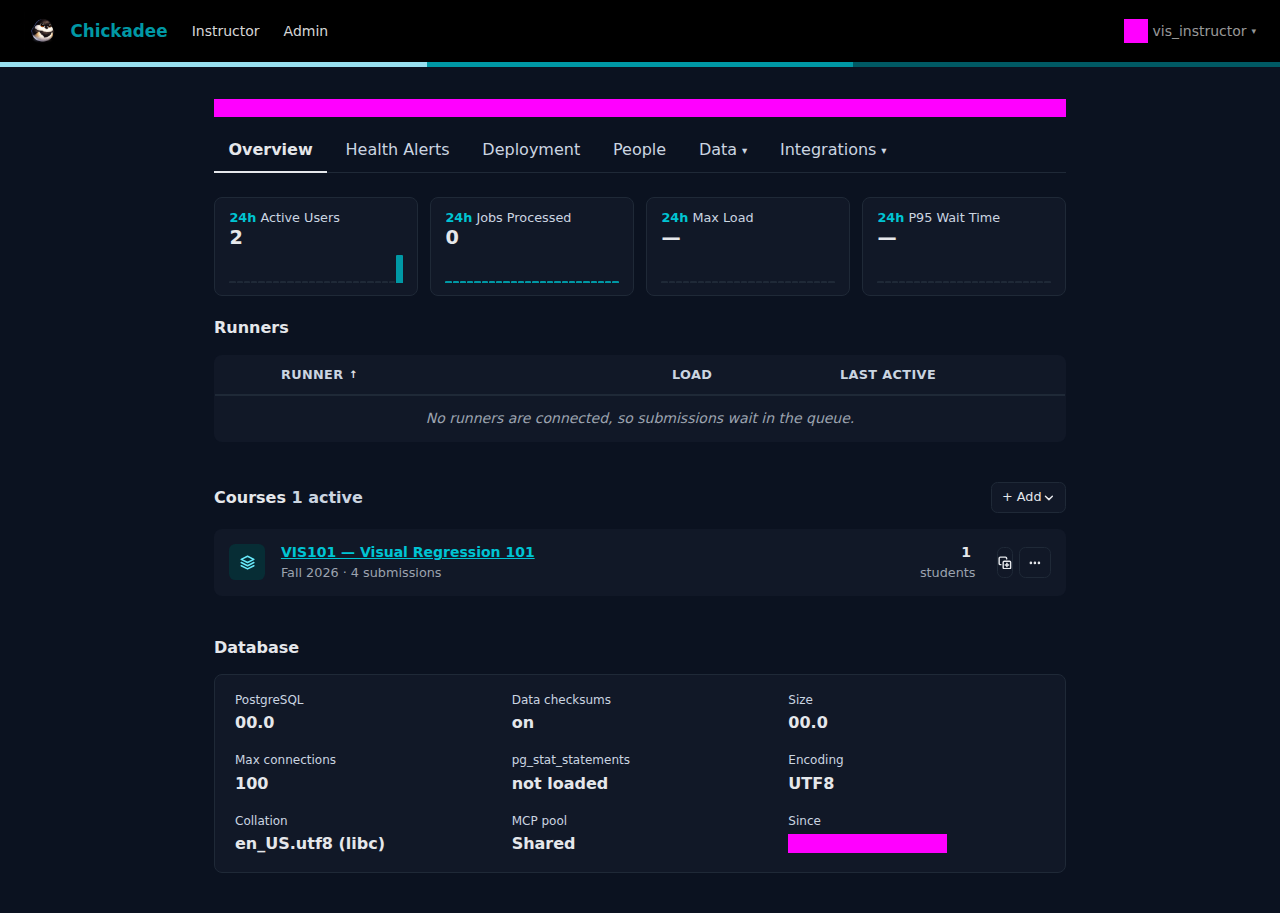 Chickadee Instructor Admin vis_instructor ▾
Overview Health Alerts Deployment People Data ▾ Integrations ▾
24h Active Users 24h Jobs Processed 24h Max Load 24h P95 Wait Time
2 0 — —
Runners
RUNNER ↑ LOAD LAST ACTIVE
No runners are connected, so submissions wait in the queue.
Courses 1 active + Add
VIS101 — Visual Regression 101 1
Fall 2026 · 4 submissions students
Database
PostgreSQL Data checksums Size
00.0 on 00.0
Max connections pg_stat_statements Encoding
100 not loaded UTF8
Collation MCP pool Since
en_US.utf8 (libc) Shared